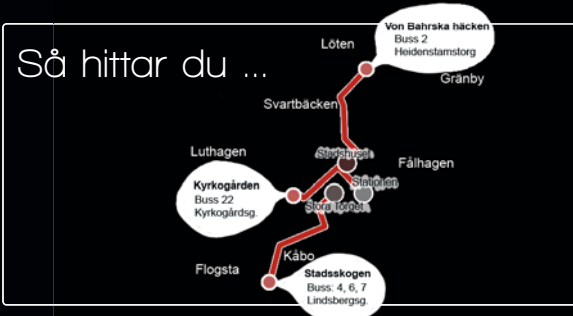 Så hittar du ...
Von Bahrska häcken
Buss 2
Heidenstamstorg
Löten
Gränby
Svartbäcken
Luthagen
Stadshuset
Fålhagen
Stationen
Stora Torget
Kyrkogården
Buss 22
Kyrkogårdsg.
Kåbo
Flogsta
Stadsskogen
Buss: 4, 6, 7
Lindsbergsg.